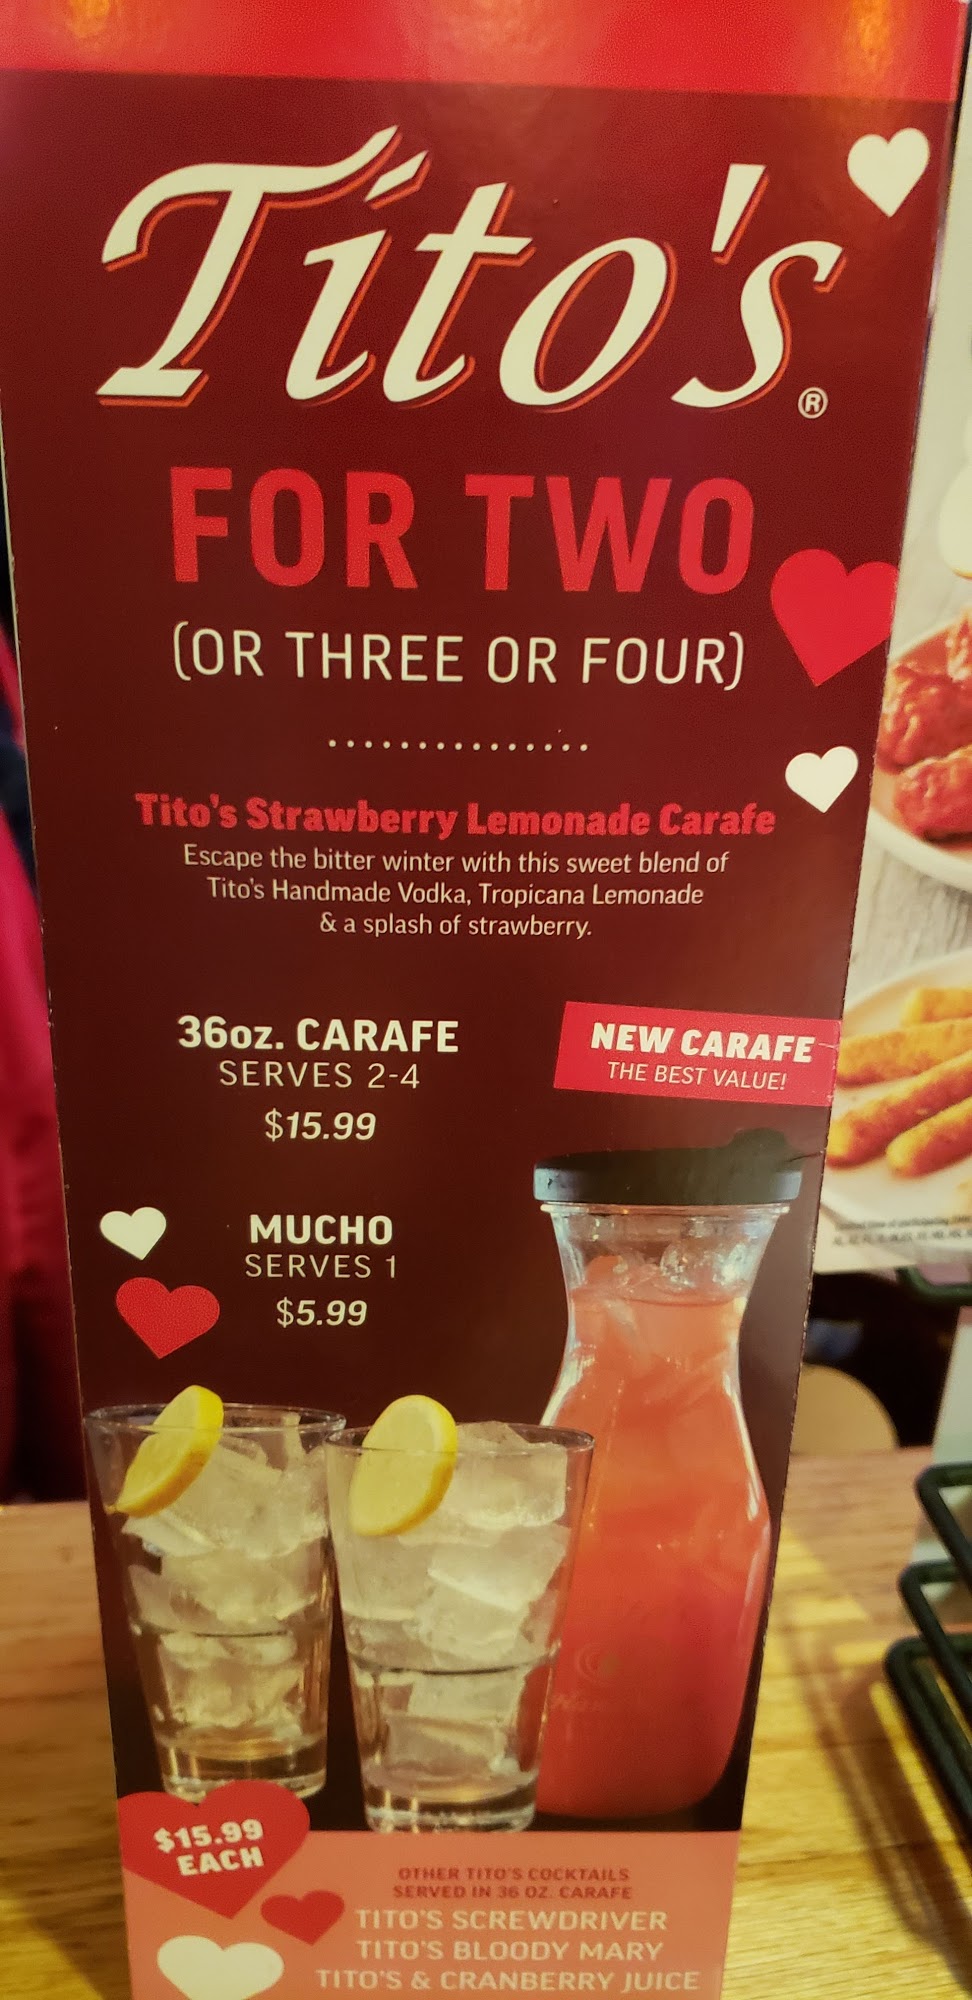 Tito's®
FOR TWO
(OR THREE OR FOUR)
Tito's Strawberry Lemonade Carafe
Escape the bitter winter with this sweet blend of
Tito's Handmade Vodka, Tropicana Lemonade
& a splash of strawberry.
36oz. CARAFE
SERVES 2-4
$15.99
NEW CARAFE
THE BEST VALUE!
MUCHO
SERVES 1
$5.99
$15.99
EACH
OTHER TITO'S COCKTAILS
SERVED IN 36 OZ. CARAFE
TITO'S SCREWDRIVER
TITO'S BLOODY MARY
TITO'S & CRANBERRY JUICE